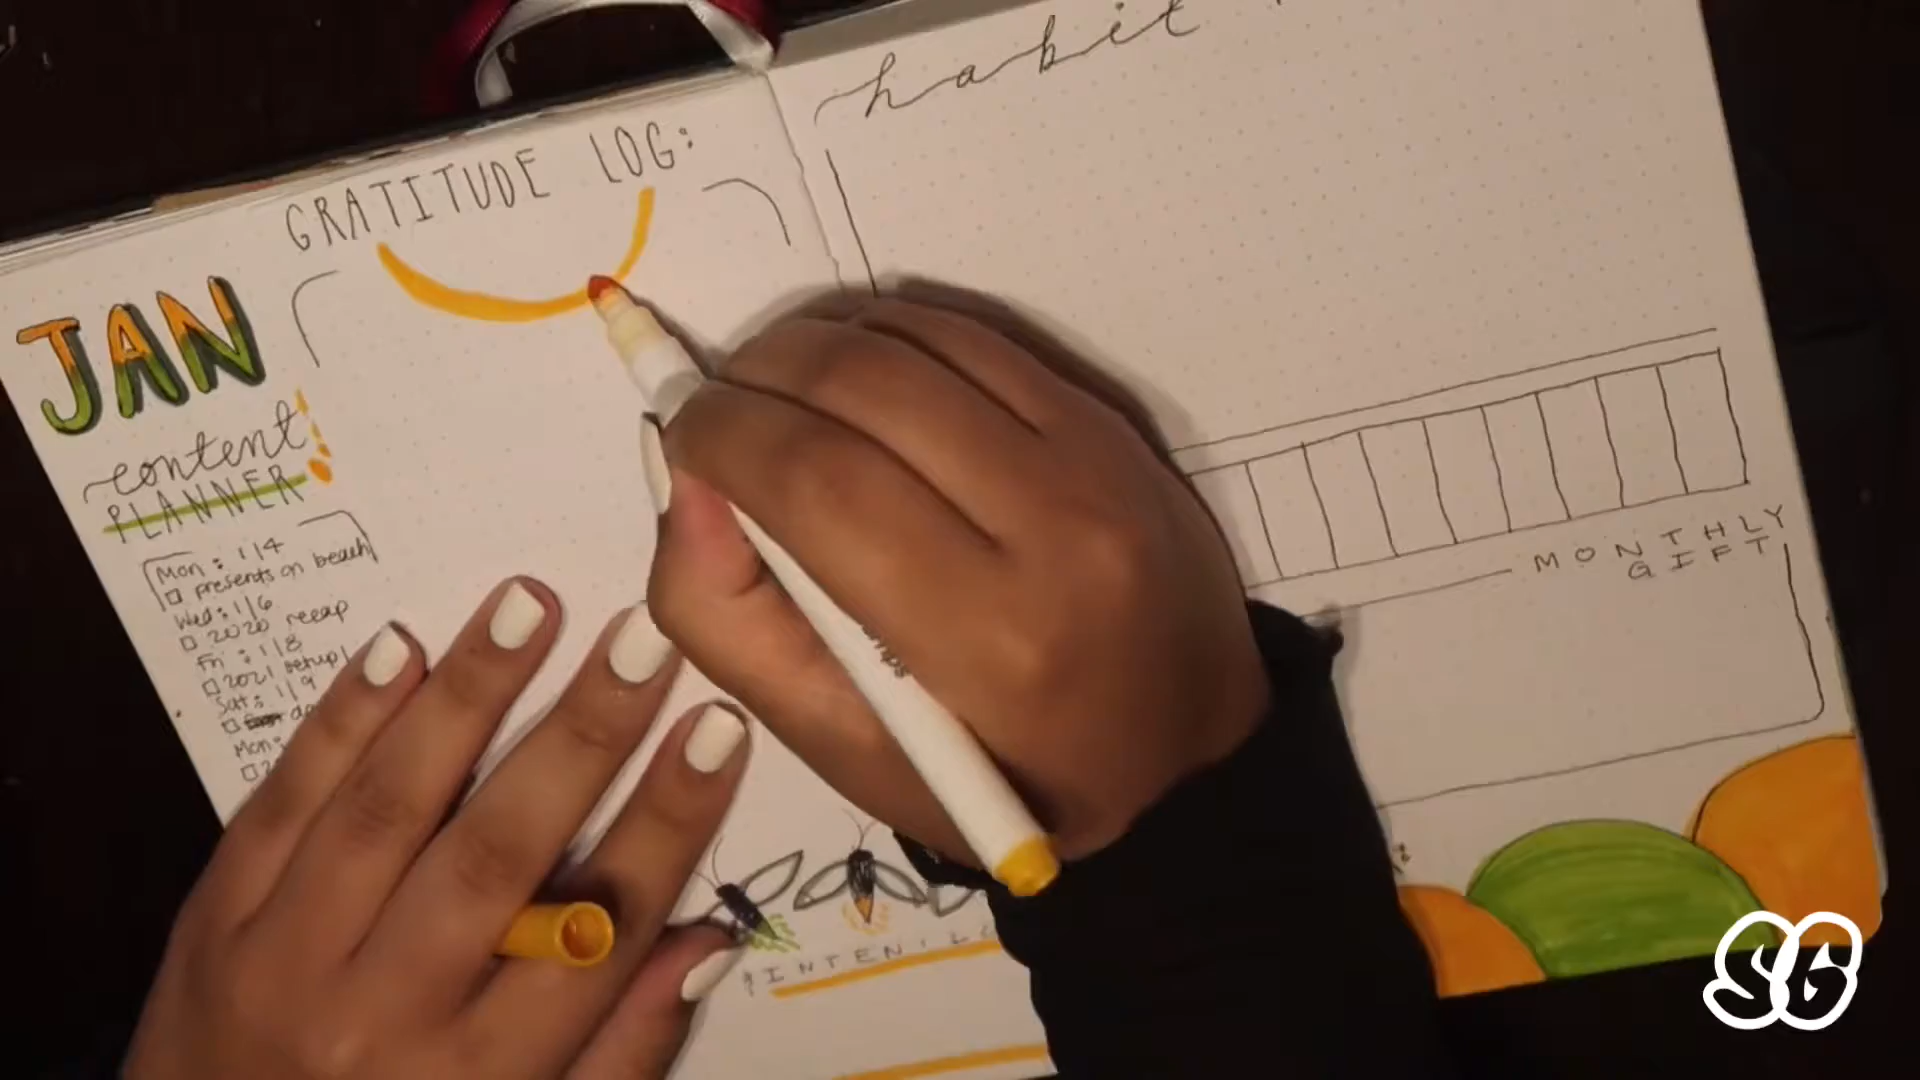 GRATITUDE LOG:
JAN
content
PLANNER
Mon: 1/4
presents on beach
Wed: 1/6
2020 recap
Fri: 1/8
2021 setup
Sat: 1/9
Mon:
habit
MONTHLY
GIFT
SG